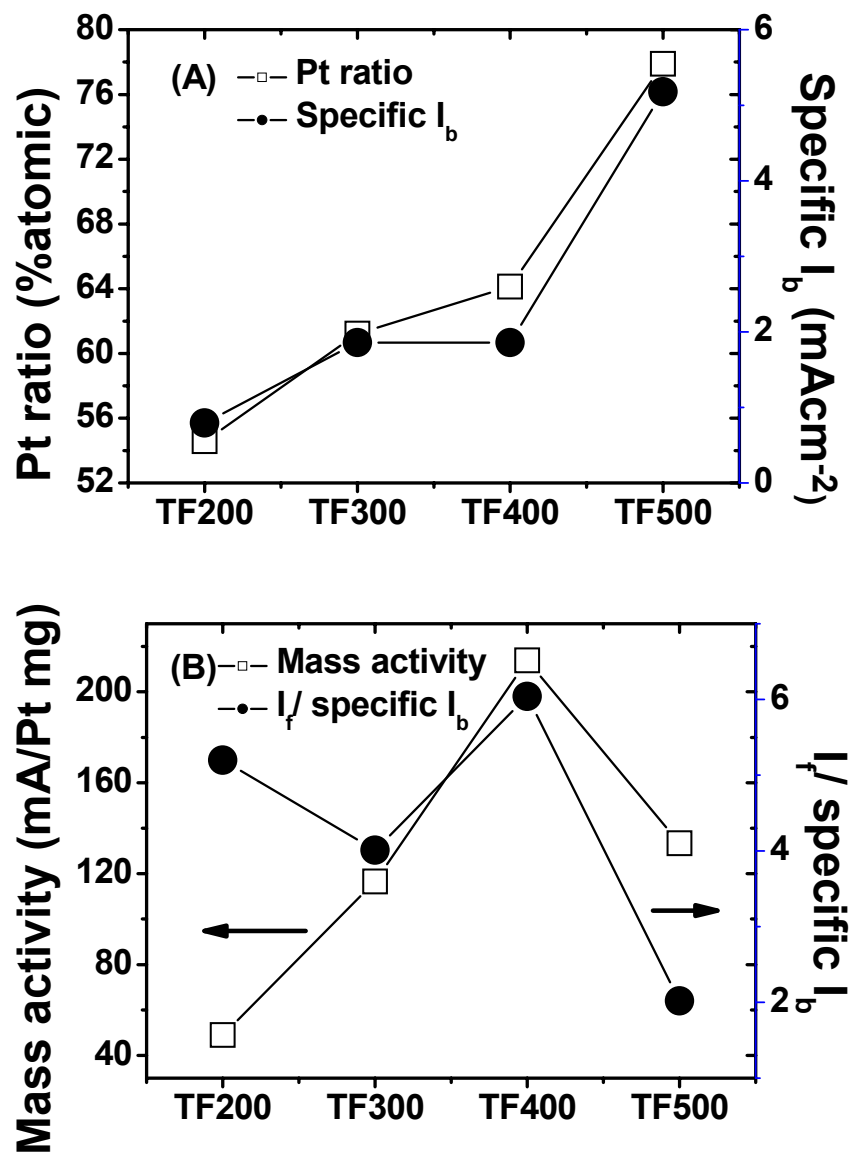 80
76
72
68
64
60
56
52
Pt ratio (%atomic)
(A)
Pt ratio
Specific I_b
6
4
2
0
Specific I_b (mAcm^-2)
TF200 TF300 TF400 TF500
200
160
120
80
40
Mass activity (mA/Pt mg)
(B)
Mass activity
I_f/ specific I_b
6
4
2
I_f/ specific I_b
TF200 TF300 TF400 TF500